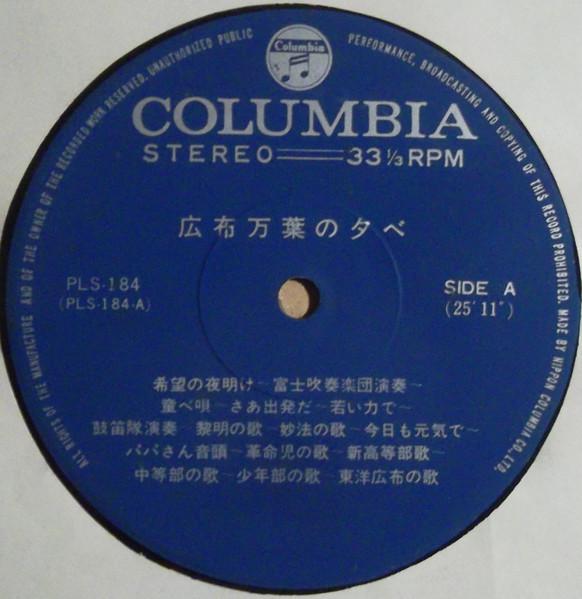 ALL RIGHTS OF THE MANUFACTURE AND OF THE OWNER OF THE RECORDED WORK RESERVED. UNAUTHORIZED PUBLIC PERFORMANCE, BROADCASTING AND COPYING OF THIS RECORD PROHIBITED. MADE BY NIPPON COLUMBIA CO., LTD.
Columbia
COLUMBIA
STEREO 33 1/3 RPM
広布万葉の夕べ
PLS-184
(PLS-184-A)
SIDE A
(25′11″)
希望の夜明け~富士吹奏楽団演奏~
童べ唄~さあ出発だ~若い力で~
鼓笛隊演奏~黎明の歌~妙法の歌~今日も元気で~
パパさん音頭~革命児の歌~新高等部歌~
中等部の歌~少年部の歌~東洋広布の歌